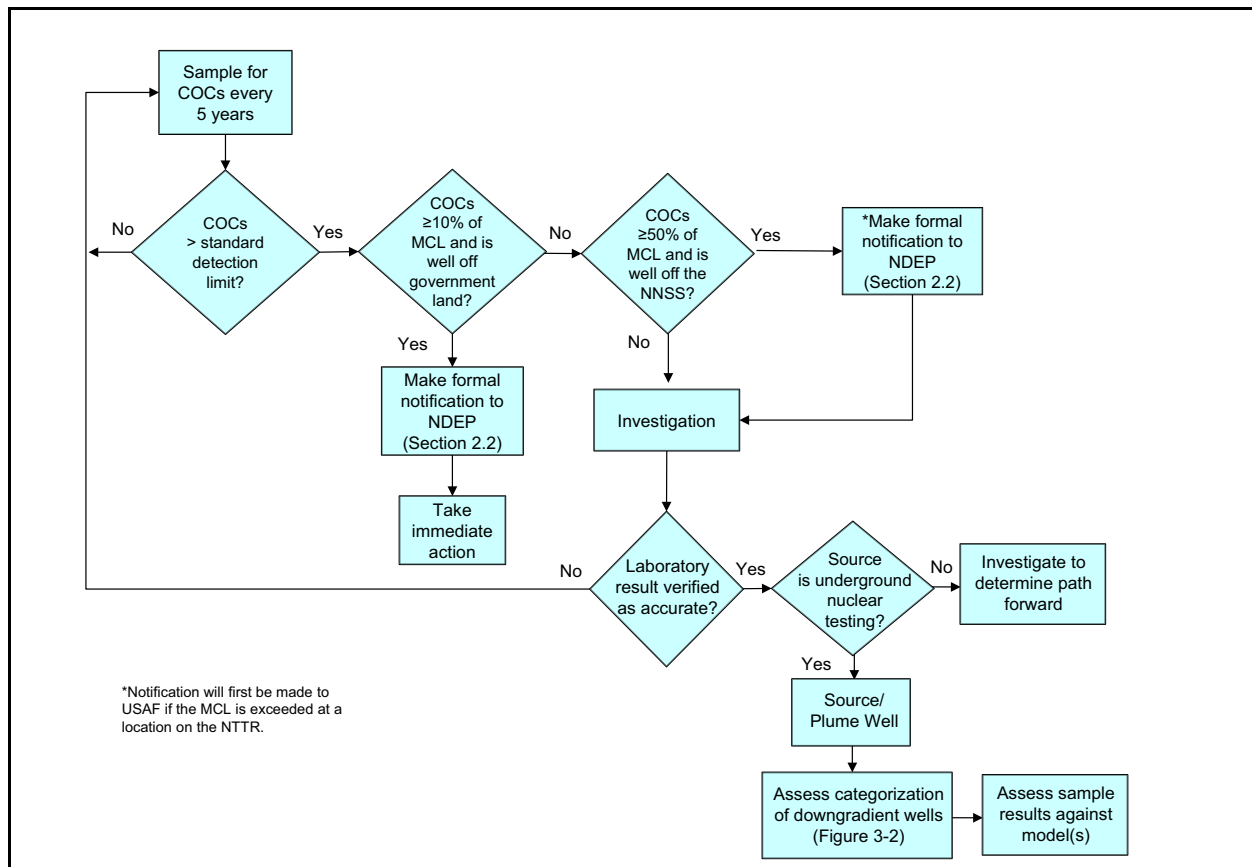 Sample for
COCs every
5 years
No
COCs
> standard
detection
limit?
Yes
COCs
≥10% of
MCL and is
well off
government
land?
No
COCs
≥50% of
MCL and is
well off the
NNSS?
Yes
*Make formal
notification to
NDEP
(Section 2.2)
Yes
No
Make formal
notification to
NDEP
(Section 2.2)
Investigation
Take
immediate
action
No
Laboratory
result verified
as accurate?
Yes
Source
is underground
nuclear
testing?
No
Investigate to
determine path
forward
Yes
*Notification will first be made to
USAF if the MCL is exceeded at a
location on the NTTR.
Source/
Plume Well
Assess categorization
of downgradient wells
(Figure 3-2)
Assess sample
results against
model(s)